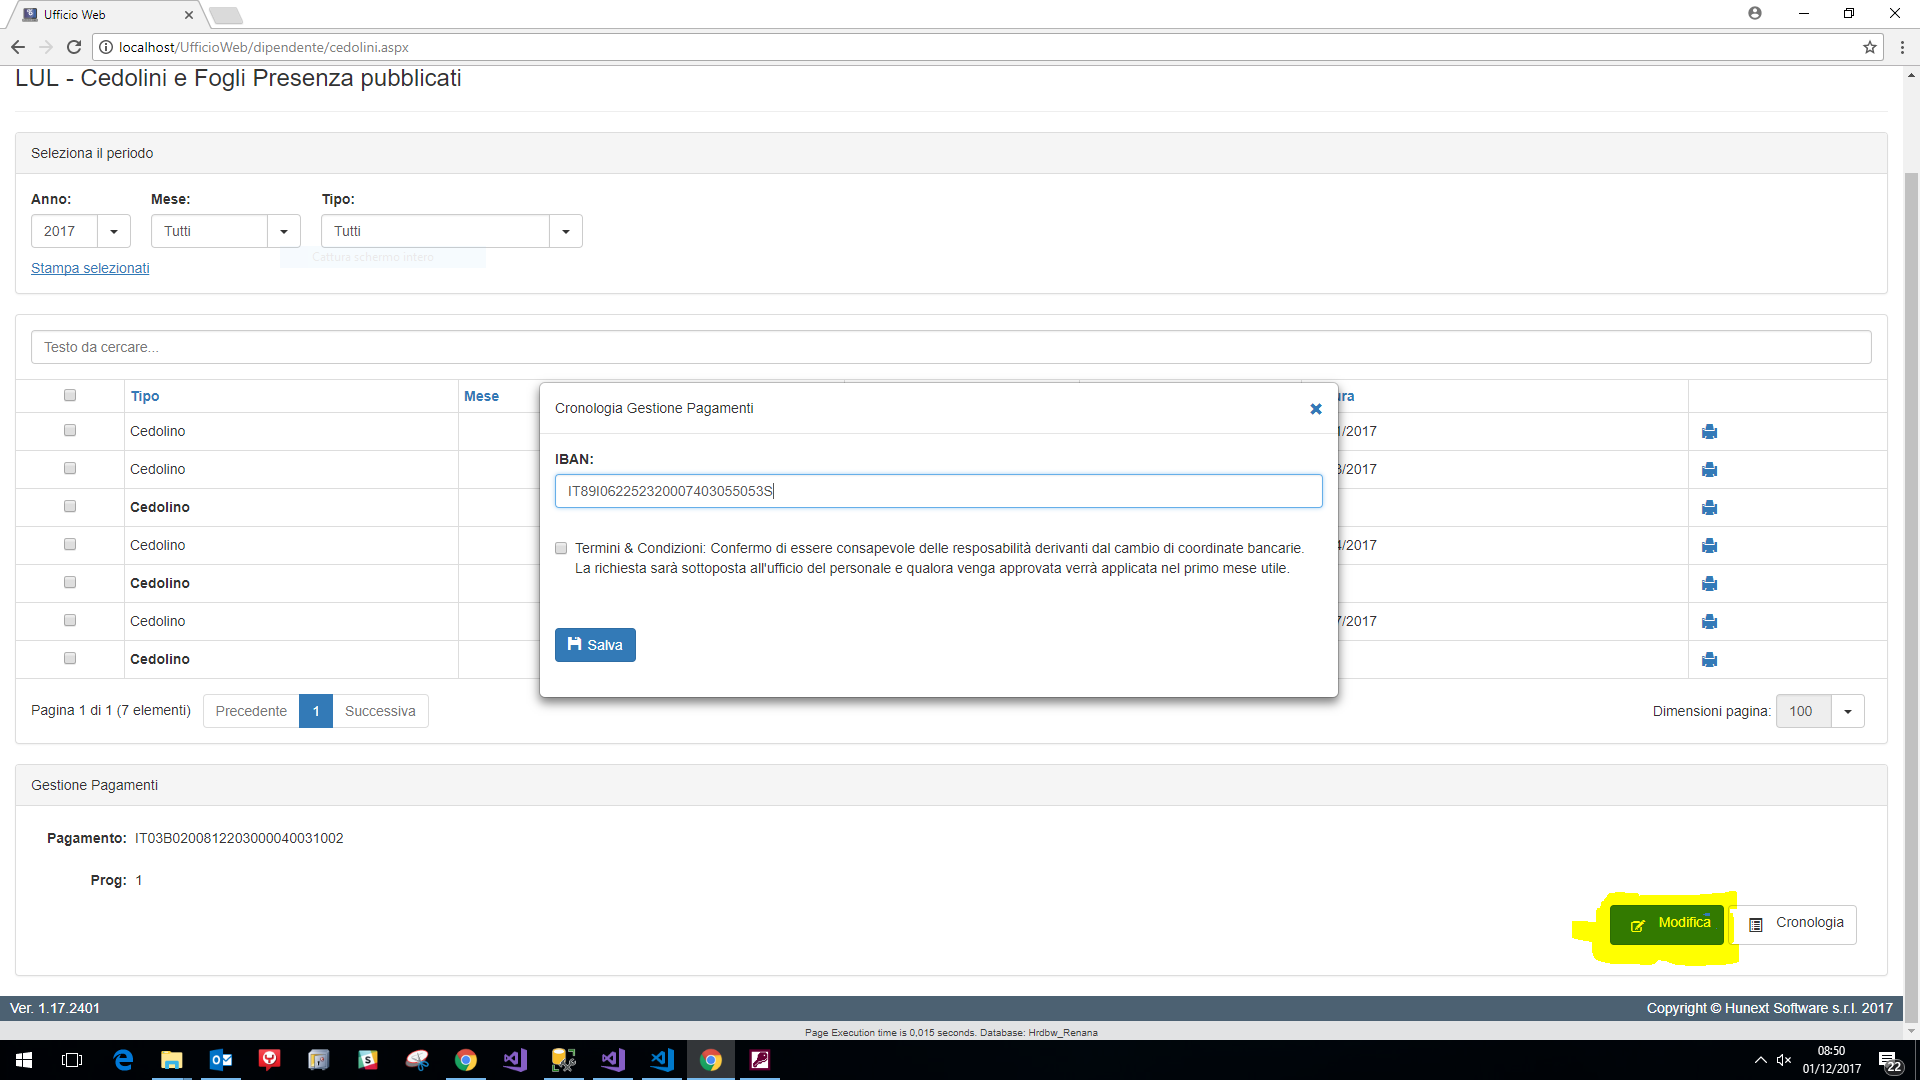 Ufficio Web
localhost/UfficioWeb/dipendente/cedolini.aspx
LUL - Cedolini e Fogli Presenza pubblicati
Seleziona il periodo
Anno: Mese: Tipo:
2017 Tutti Tutti
Cattura schermo intero
Stampa selezionati
Testo da cercare...
Tipo Mese ura
Cedolino 1/2017
Cedolino 3/2017
Cedolino
Cedolino 4/2017
Cedolino
Cedolino 7/2017
Cedolino
Cronologia Gestione Pagamenti
IBAN:
IT89I0622523200074030550​53S
Termini & Condizioni: Confermo di essere consapevole delle resposabilità derivanti dal cambio di coordinate bancarie.
La richiesta sarà sottoposta all'ufficio del personale e qualora venga approvata verrà applicata nel primo mese utile.
Salva
Pagina 1 di 1 (7 elementi) Precedente 1 Successiva Dimensioni pagina: 100
Gestione Pagamenti
Pagamento: IT03B0200812203000040031002
Prog: 1
Modifica Cronologia
Ver. 1.17.2401 Copyright © Hunext Software s.r.l. 2017
Page Execution time is 0,015 seconds. Database: Hrdbw_Renana
08:50
01/12/2017
22